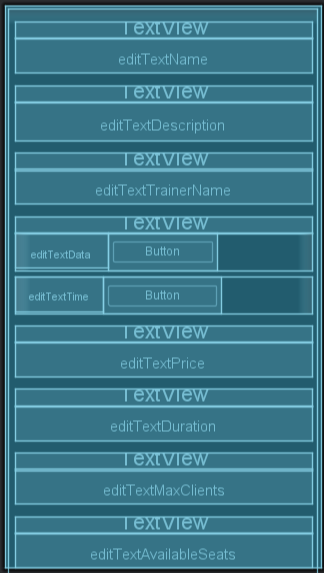 TextView
editTextName
TextView
editTextDescription
TextView
editTextTrainerName
TextView
editTextData Button
editTextTime Button
TextView
editTextPrice
TextView
editTextDuration
TextView
editTextMaxClients
TextView
editTextAvailableSeats